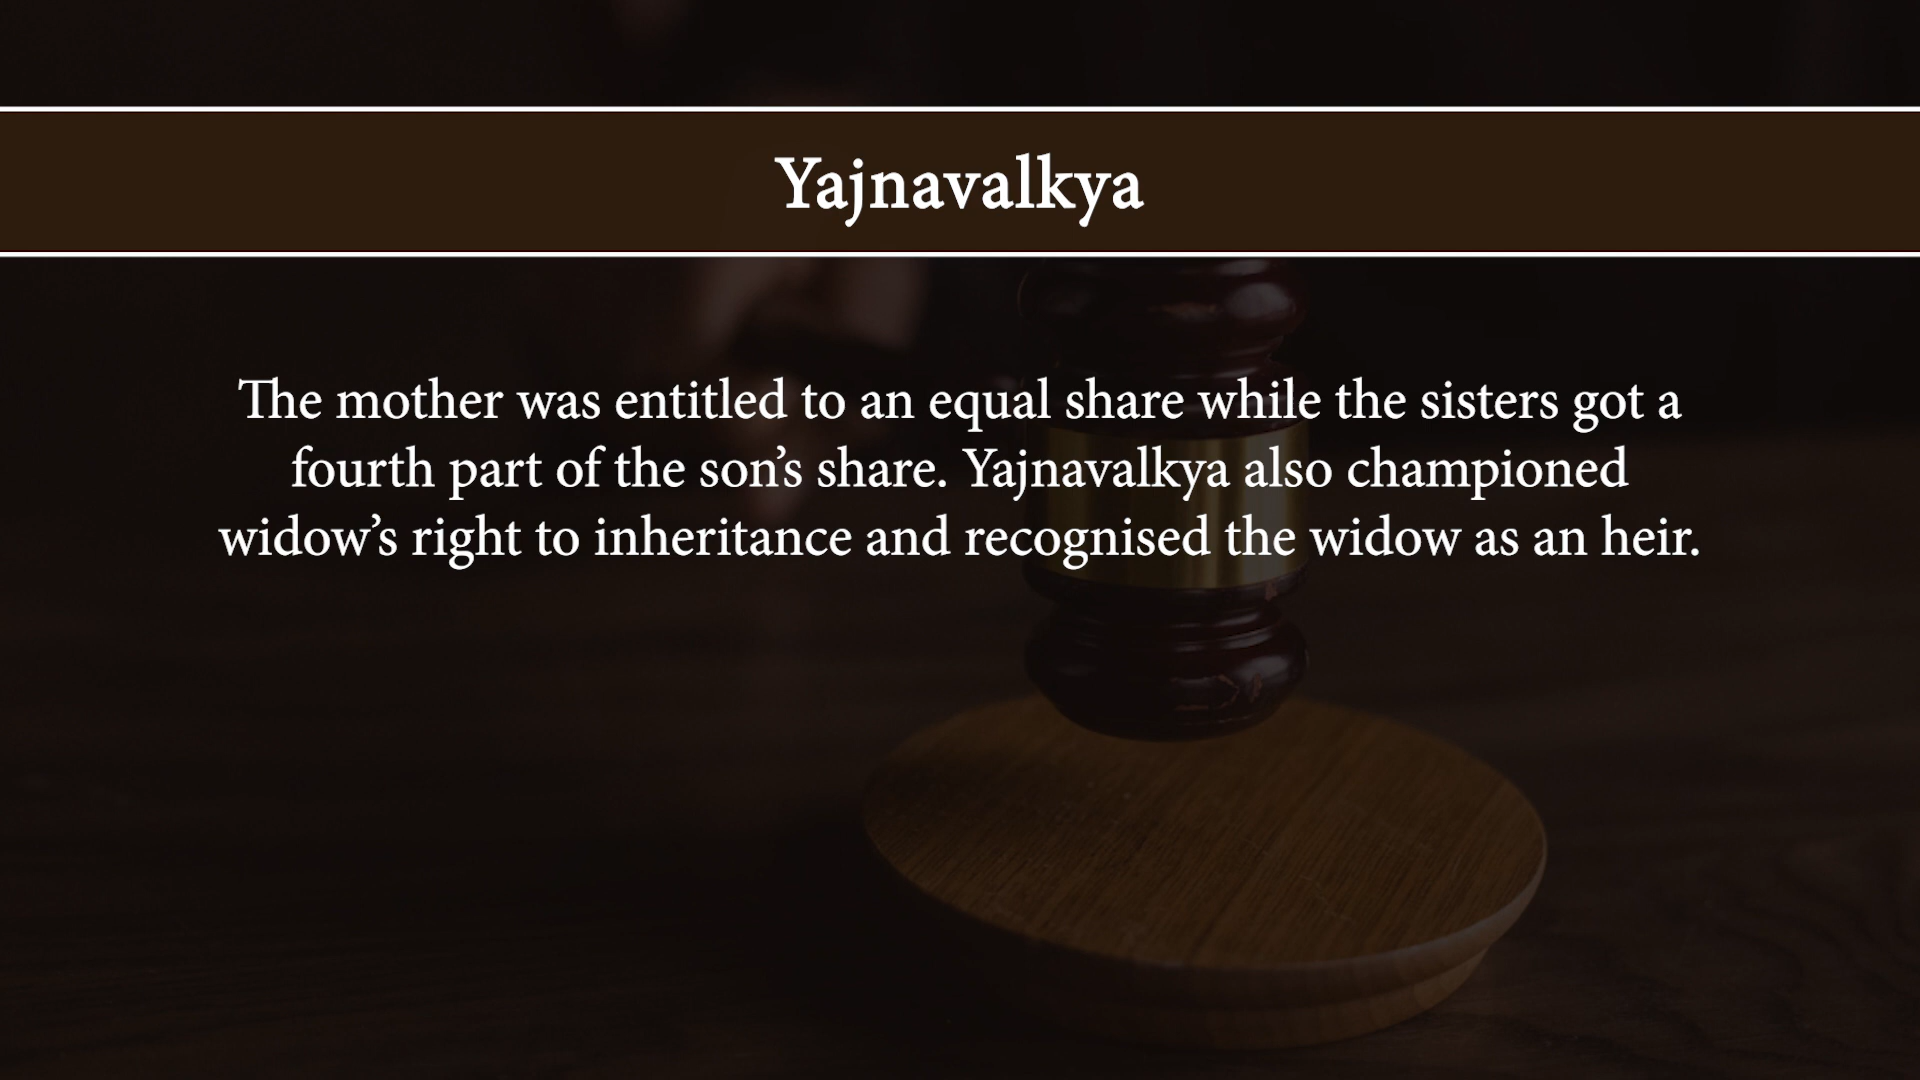 Yajnavalkya
The mother was entitled to an equal share while the sisters got a
fourth part of the son’s share. Yajnavalkya also championed
widow’s right to inheritance and recognised the widow as an heir.